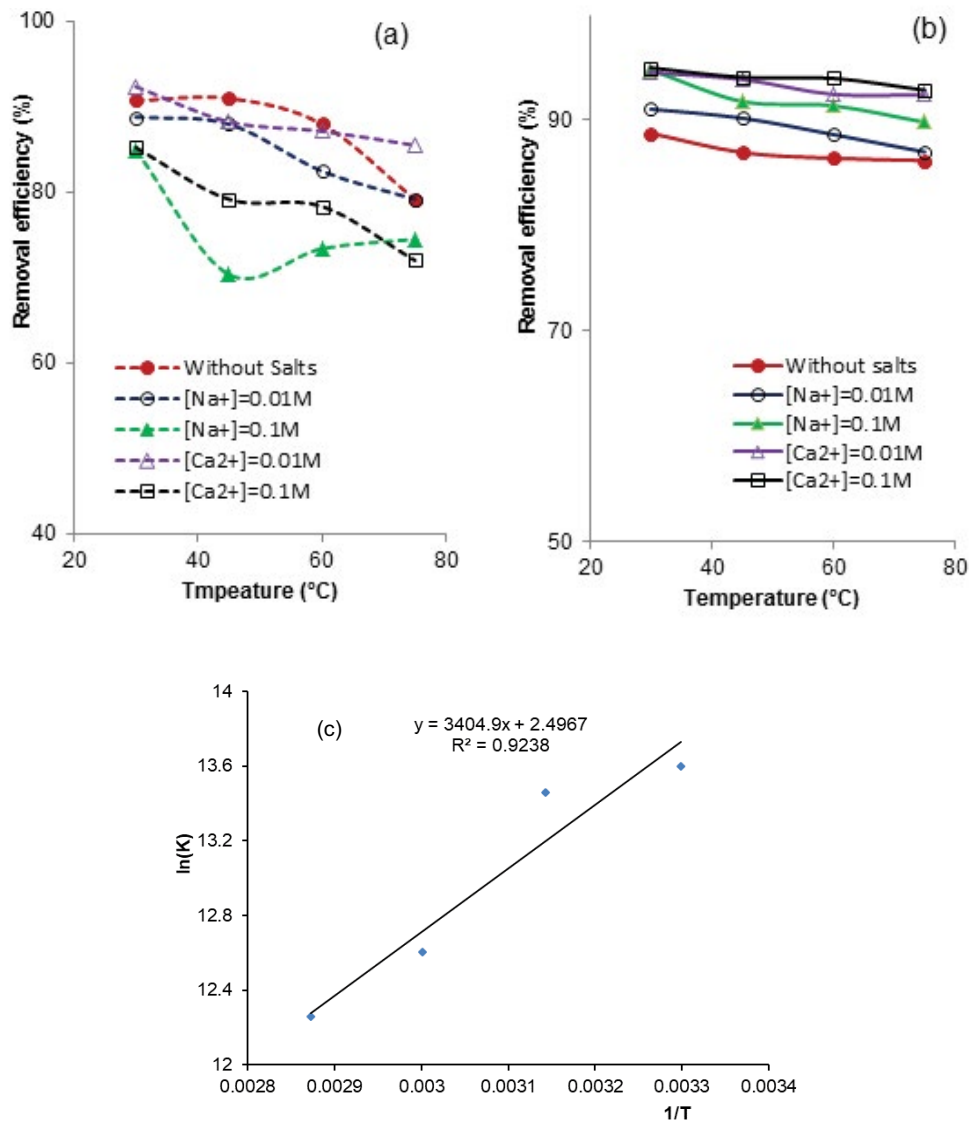 (a)
100
80
60
40
20
40
60
80
Removal efficiency (%)
Without Salts
[Na+]=0.01M
[Na+]=0.1M
[Ca2+]=0.01M
[Ca2+]=0.1M
Tmpeature (°C)
(b)
90
70
50
20
40
60
80
Removal efficiency (%)
Without salts
[Na+]=0.01M
[Na+]=0.1M
[Ca2+]=0.01M
[Ca2+]=0.1M
Temperature (°C)
(c)
y = 3404.9x + 2.4967
R² = 0.9238
14
13.6
13.2
12.8
12.4
12
ln(K)
0.0028
0.0029
0.003
0.0031
0.0032
0.0033
0.0034
1/T